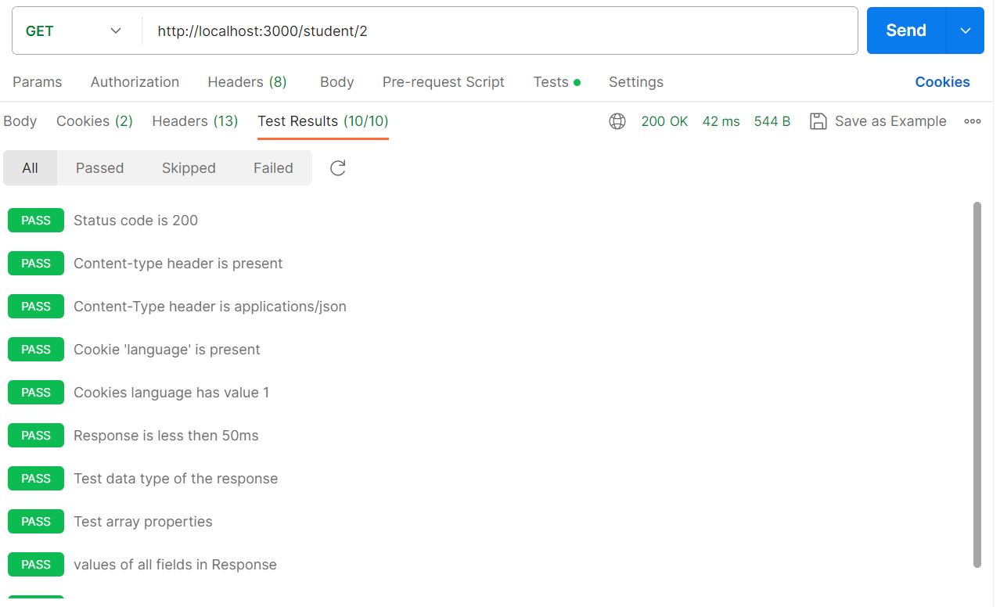 GET http://localhost:3000/student/2 Send
Params Authorization Headers (8) Body Pre-request Script Tests Settings Cookies
Body Cookies (2) Headers (13) Test Results (10/10) 200 OK 42 ms 544 B Save as Example
All Passed Skipped Failed
PASS Status code is 200
PASS Content-type header is present
PASS Content-Type header is applications/json
PASS Cookie 'language' is present
PASS Cookies language has value 1
PASS Response is less then 50ms
PASS Test data type of the response
PASS Test array properties
PASS values of all fields in Response